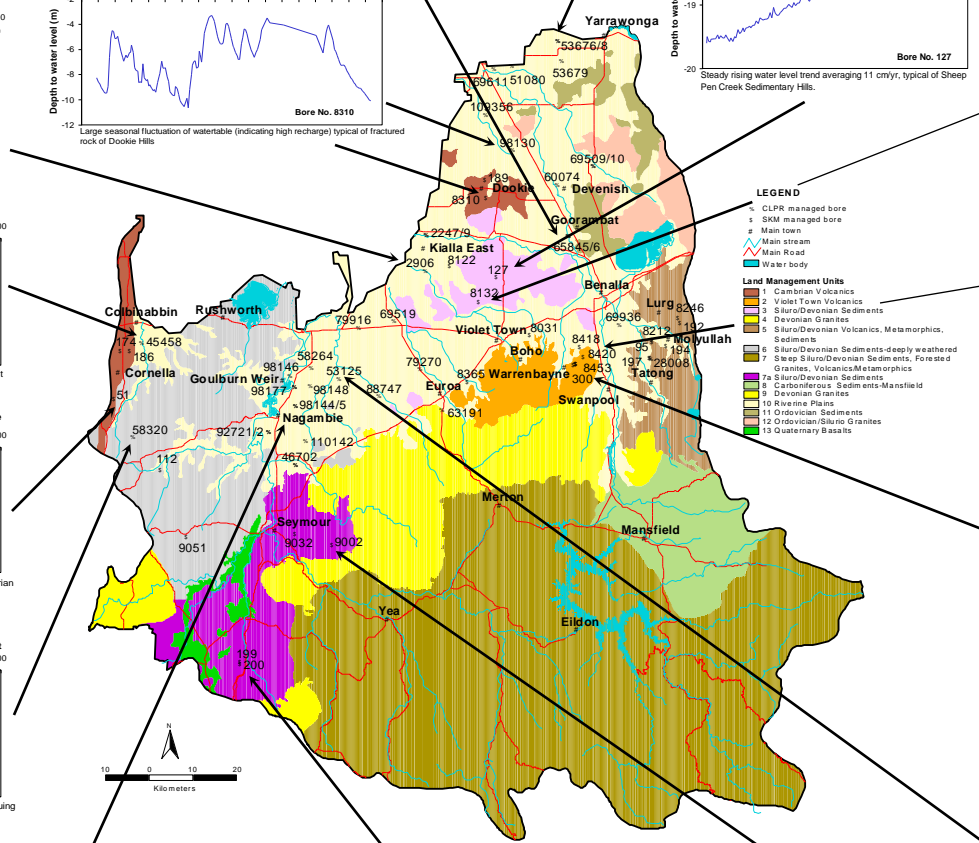 -2
-4
-6
-8
-10
-12
Depth to water level (m)
Bore No. 8310
Large seasonal fluctuation of watertable (indicating high recharge) typical of fractured
rock of Dookie Hills
-19
-20
Bore No. 127
Steady rising water level trend averaging 11 cm/yr, typical of Sheep
Pen Creek Sedimentary Hills.
Yarrawonga
53676/8
53679
69611 51080
109356
98130
69509/10
189
60074
Dookie
Devenish
8310
Goorambat
2247/9
65845/6
Kialla East
8122
2906
127
8132
Benalla
Lurg
8246
Colbinabbin
Rushworth
79916
69519
69936
192
Violet Town
8031
8212
Molyullah
174
45458
8418
95
194
186
58264
Boho
8420
98146
53125
79270
8453
197
28008
Cornella
Goulburn Weir
8365
Warrenbayne
300
Tatong
98177
98148
88747
Euroa
Swanpool
51
98144/5
63191
Nagambie
58320
92721/2
110142
112
46702
Merton
Seymour
Mansfield
9051
9032
9002
Yea
Eildon
199
200
N
10 0 10 20
Kilometers
LEGEND
CLPR managed bore
SKM managed bore
Main town
Main stream
Main Road
Water body
Land Management Units
1 Cambrian Volcanics
2 Violet Town Volcanics
3 Siluro/Devonian Sediments
4 Devonian Granites
5 Siluro/Devonian Volcanics, Metamorphics,
Sediments
6 Siluro/Devonian Sediments-deeply weathered
7 Steep Siluro/Devonian Sediments, Forested
Granites, Volcanics/Metamorphics
7a Siluro/Devonian Sediments
8 Carboniferous Sediments-Mansfield
9 Devonian Granites
10 Riverine Plains
11 Ordovician Sediments
12 Ordovician/Silurio Granites
13 Quaternary Basalts